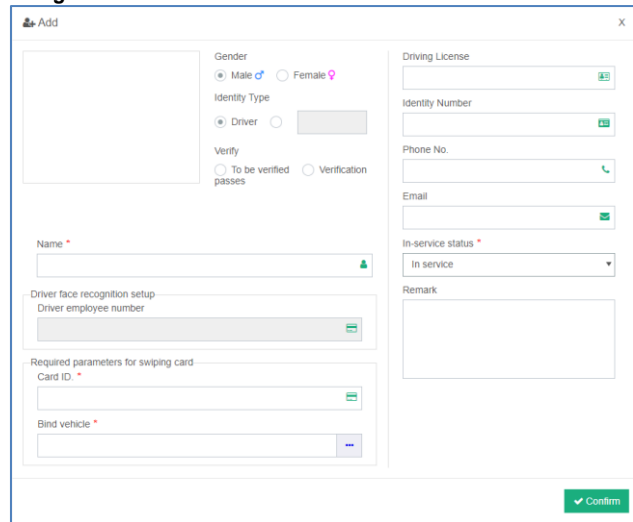 Add X
Gender
Male Female
Identity Type
Driver
Verify
To be verified Verification
passes
Name *
Driver face recognition setup
Driver employee number
Required parameters for swiping card
Card ID. *
Bind vehicle *
Driving License
Identity Number
Phone No.
Email
In-service status *
In service
Remark
Confirm